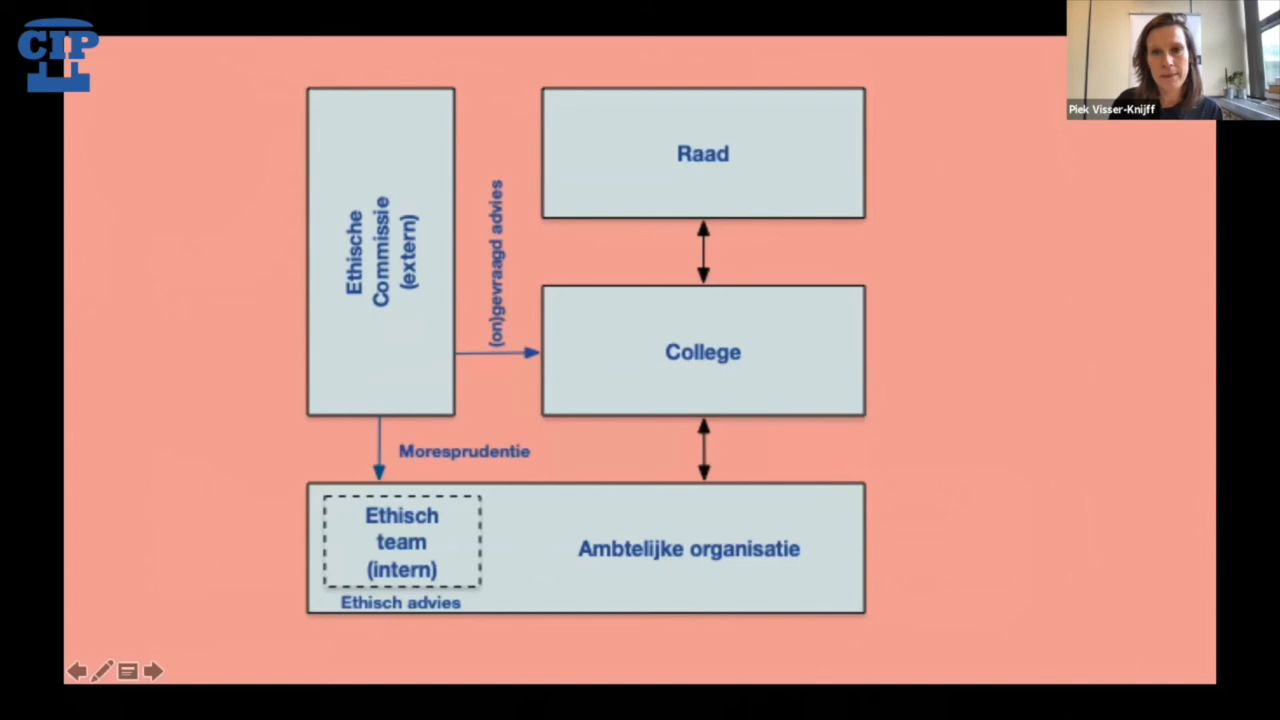 CIP
Piek Visser-Knijff
Raad
Ethische
Commissie
(extern)
(on)gevraagd advies
College
Moresprudentie
Ethisch
team
(intern)
Ambtelijke organisatie
Ethisch advies